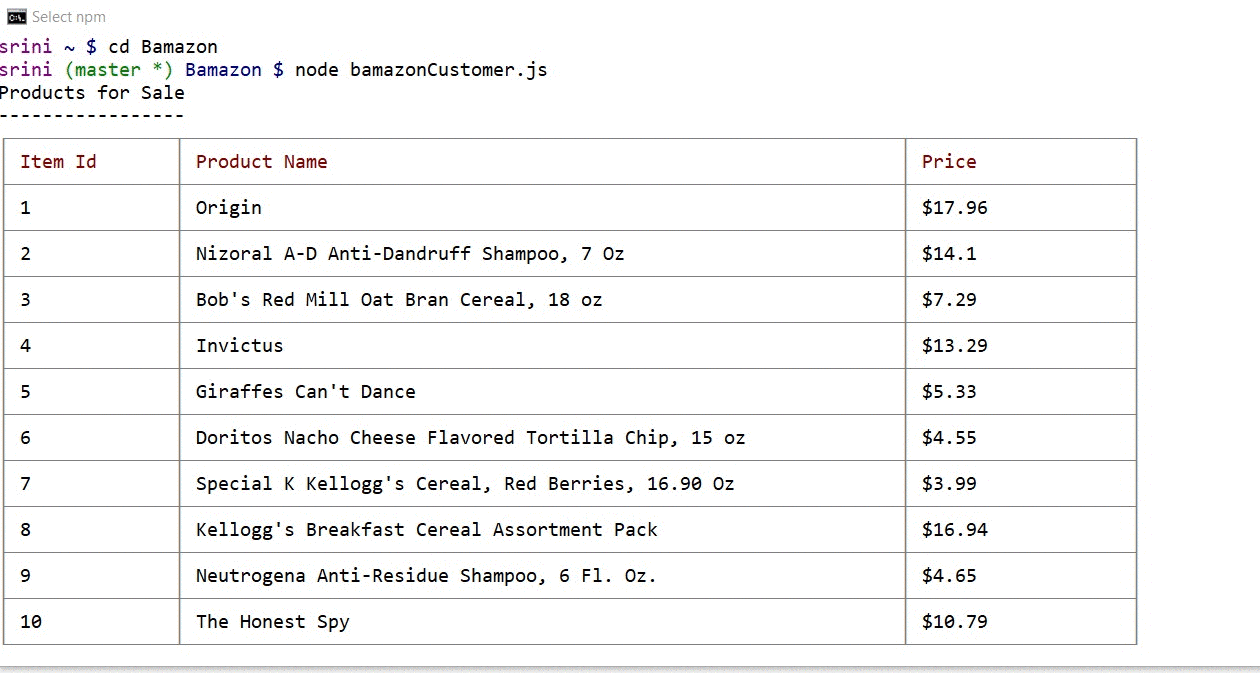 Select npm
srini ~ $ cd Bamazon
srini (master *) Bamazon $ node bamazonCustomer.js
Products for Sale
-----------------
Item Id Product Name Price
1 Origin $17.96
2 Nizoral A-D Anti-Dandruff Shampoo, 7 Oz $14.1
3 Bob's Red Mill Oat Bran Cereal, 18 oz $7.29
4 Invictus $13.29
5 Giraffes Can't Dance $5.33
6 Doritos Nacho Cheese Flavored Tortilla Chip, 15 oz $4.55
7 Special K Kellogg's Cereal, Red Berries, 16.90 Oz $3.99
8 Kellogg's Breakfast Cereal Assortment Pack $16.94
9 Neutrogena Anti-Residue Shampoo, 6 Fl. Oz. $4.65
10 The Honest Spy $10.79